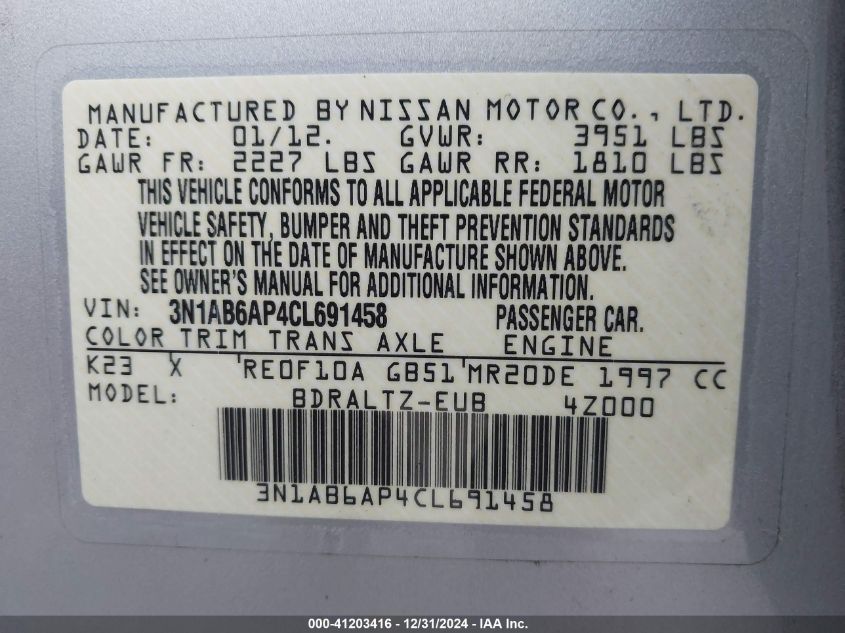 MANUFACTURED BY NISSAN MOTOR CO., LTD.
DATE: 01/12. GVWR: 3951 LBS
GAWR FR: 2227 LBS GAWR RR: 1810 LBS
THIS VEHICLE CONFORMS TO ALL APPLICABLE FEDERAL MOTOR
VEHICLE SAFETY, BUMPER AND THEFT PREVENTION STANDARDS
IN EFFECT ON THE DATE OF MANUFACTURE SHOWN ABOVE.
SEE OWNER'S MANUAL FOR ADDITIONAL INFORMATION.
VIN: 3N1AB6AP4CL691458 PASSENGER CAR.
COLOR TRIM TRANS AXLE ENGINE
K23 X RE0F10A GB51 MR20DE 1997 CC
MODEL: BDRALTZ-EUB 4Z000
3N1AB6AP4CL691458
000-41203416 - 12/31/2024 - IAA Inc.